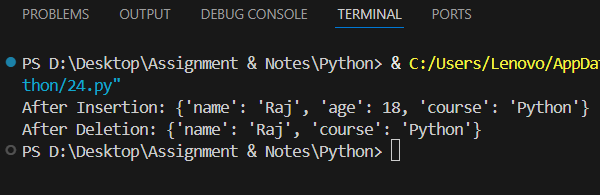 PROBLEMS OUTPUT DEBUG CONSOLE TERMINAL PORTS
PS D:\Desktop\Assignment & Notes\Python> & C:/Users/Lenovo/AppDat
thon/24.py"
After Insertion: {'name': 'Raj', 'age': 18, 'course': 'Python'}
After Deletion: {'name': 'Raj', 'course': 'Python'}
PS D:\Desktop\Assignment & Notes\Python>